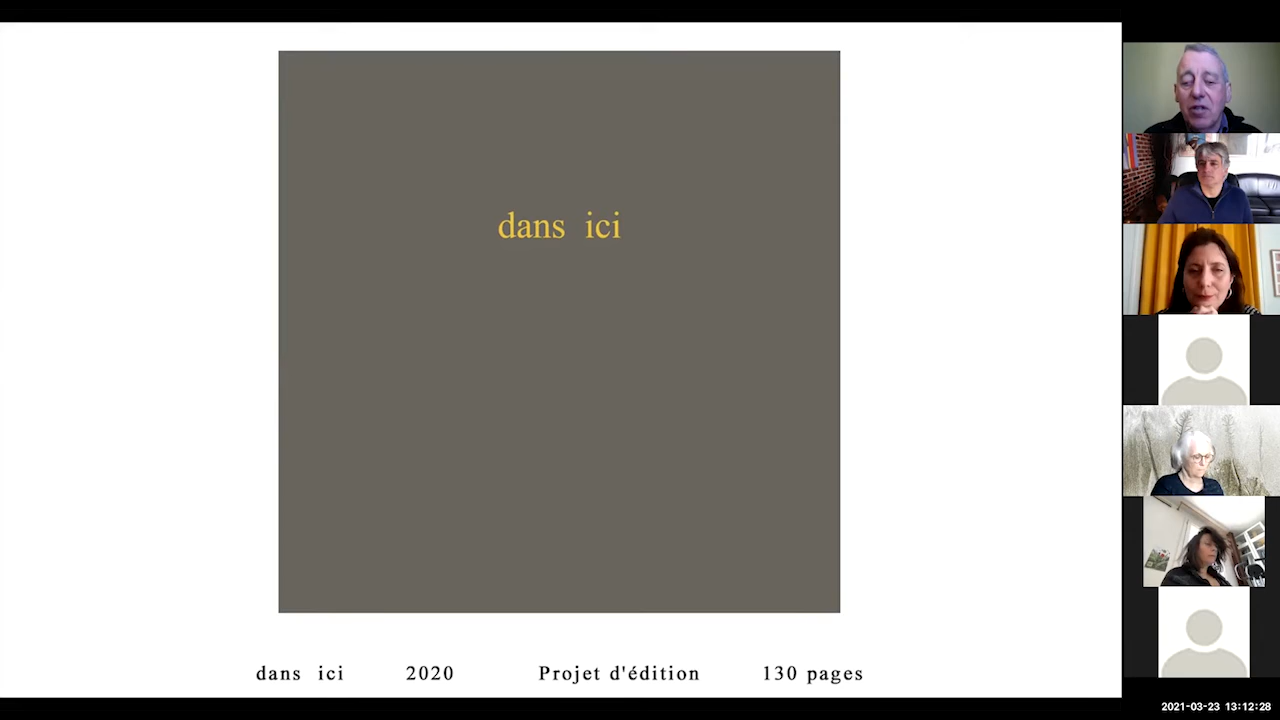 dans ici
dans ici 2020 Projet d'édition 130 pages
2021-03-23 13:12:28